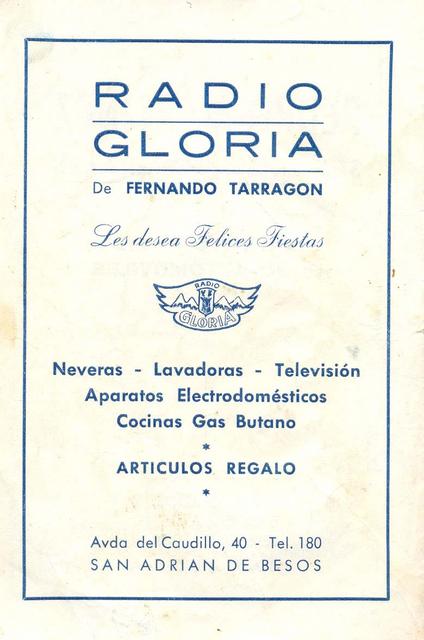 RADIO
GLORIA
De FERNANDO TARRAGON
Les desea Felices Fiestas
RADIO
GLORIA
Neveras - Lavadoras - Televisión
Aparatos Electrodomésticos
Cocinas Gas Butano
*
ARTICULOS REGALO
*
Avda del Caudillo, 40 - Tel. 180
SAN ADRIAN DE BESOS